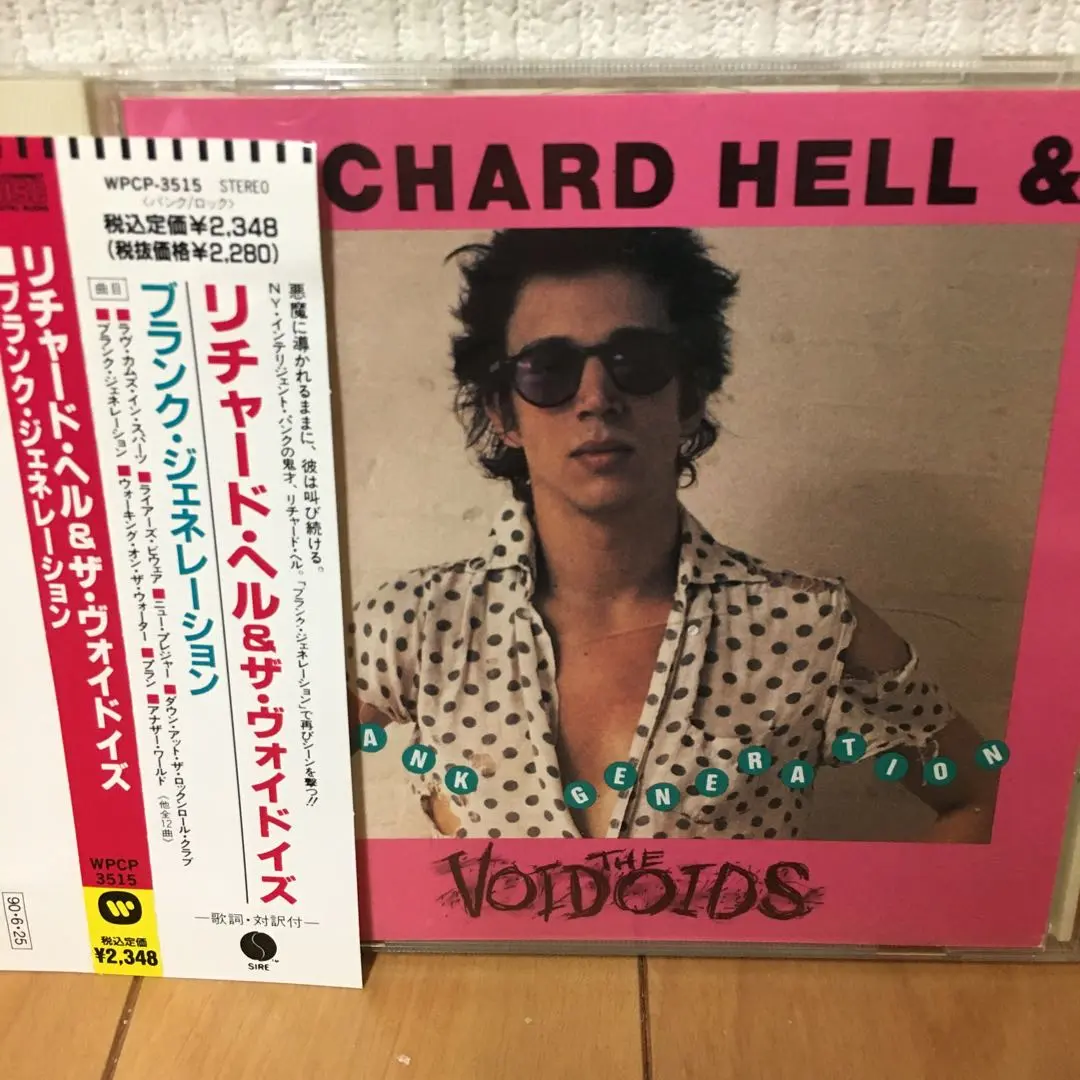 WPCP-3515 STEREO
〈パンク/ロック〉
税込定価¥2,348
(税抜価格¥2,280)
悪魔に導かれるままに、彼は叫び続ける。
NY・インテリジェント・パンクの鬼才、リチャード・ヘル。「ブランク・ジェネレーション」で再びシーンを撃つ!!
リチャード・ヘル&ザ・ヴォイドイズ
ブランク・ジェネレーション
曲目
■ラヴ・カムズ・イン・スパーツ ■ライアーズ・ビウェア ■ニュー・プレジャー ■ダウン・アット・ザ・ロックンロール・クラブ
■ブランク・ジェネレーション ■ウォーキング・オン・ザ・ウォーター ■プラン ■アナザー・ワールド 〈他全12曲〉
—歌詞・対訳付—
SIRE
リチャード・ヘル&ザ・ヴォイドイズ
■ブランク・ジェネレーション
WPCP
3515
税込定価
¥2,348
90・6・25
CHARD HELL &
ANK GENERATION
THE
VOIDOIDS